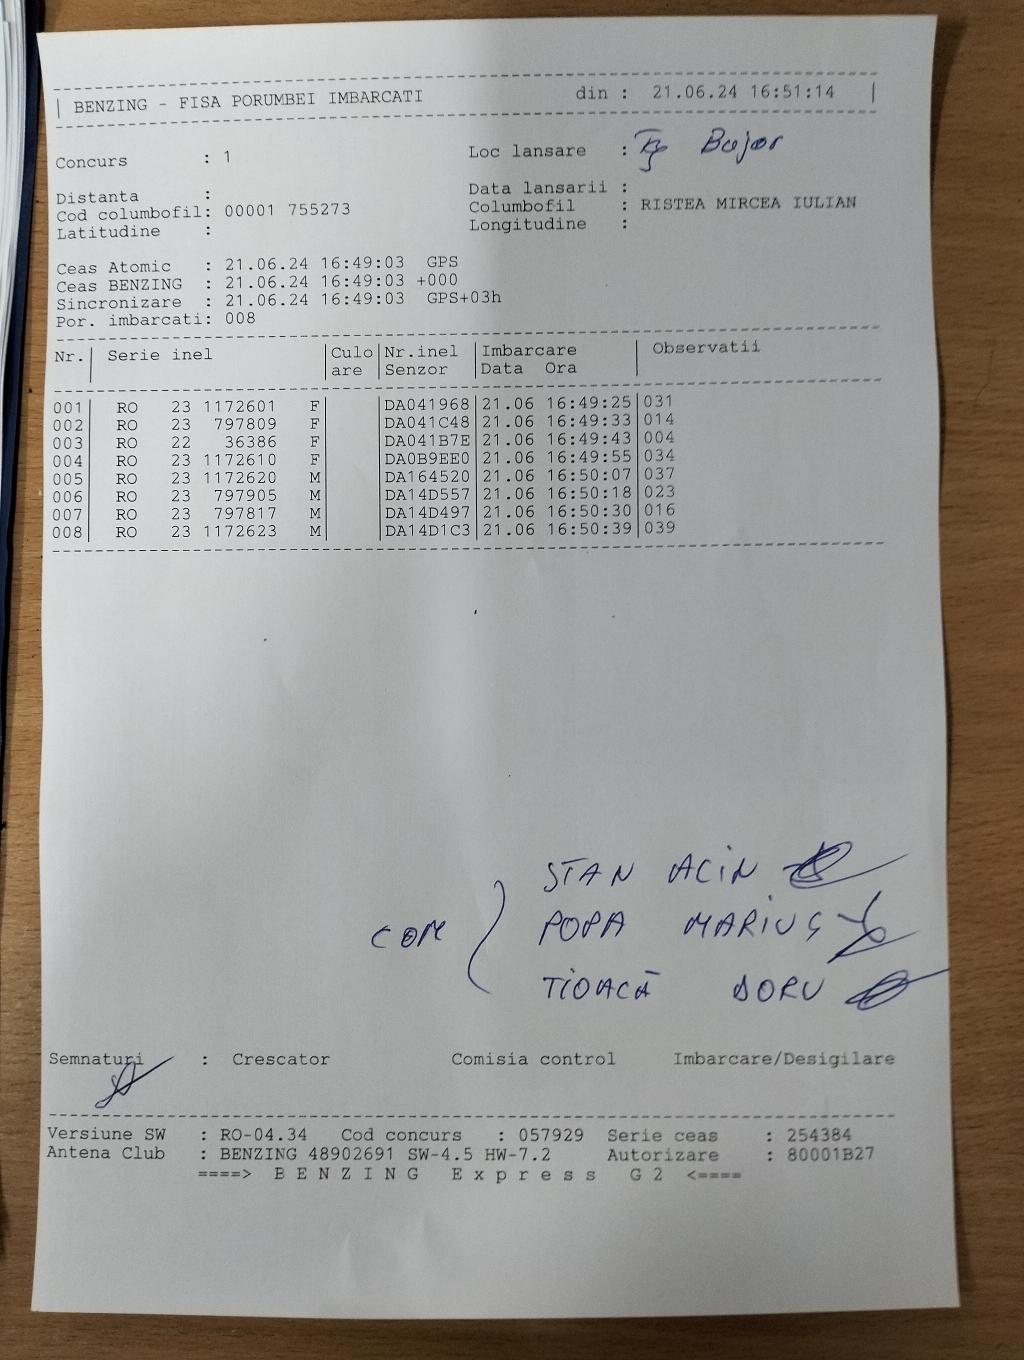 BENZING - FISA PORUMBEI IMBARCATI din : 21.06.24 16:51:14
Concurs : 1 Loc lansare : Tg Bujor
Distanta : Data lansarii :
Cod columbofil: 00001 755273 Columbofil : RISTEA MIRCEA IULIAN
Latitudine : Longitudine :
Ceas Atomic : 21.06.24 16:49:03 GPS
Ceas BENZING : 21.06.24 16:49:03 +000
Sincronizare : 21.06.24 16:49:03 GPS+03h
Por. imbarcati: 008
Nr. Serie inel Culo Nr.inel Imbarcare Observatii
are Senzor Data Ora
001 RO 23 1172601 F DA041968 21.06 16:49:25 031
002 RO 23 797809 F DA041C48 21.06 16:49:33 014
003 RO 22 36386 F DA041B7E 21.06 16:49:43 004
004 RO 23 1172610 F DA0B9EE0 21.06 16:49:55 034
005 RO 23 1172620 M DA164520 21.06 16:50:07 037
006 RO 23 797905 M DA14D557 21.06 16:50:18 023
007 RO 23 797817 M DA14D497 21.06 16:50:30 016
008 RO 23 1172623 M DA14D1C3 21.06 16:50:39 039
STAN ACIN
COM POPA MARIUS
TIOACĂ DORU
Semnaturi : Crescator Comisia control Imbarcare/Desigilare
Versiune SW : RO-04.34 Cod concurs : 057929 Serie ceas : 254384
Antena Club : BENZING 48902691 SW-4.5 HW-7.2 Autorizare : 80001B27
====> B E N Z I N G E x p r e s s G 2 <====